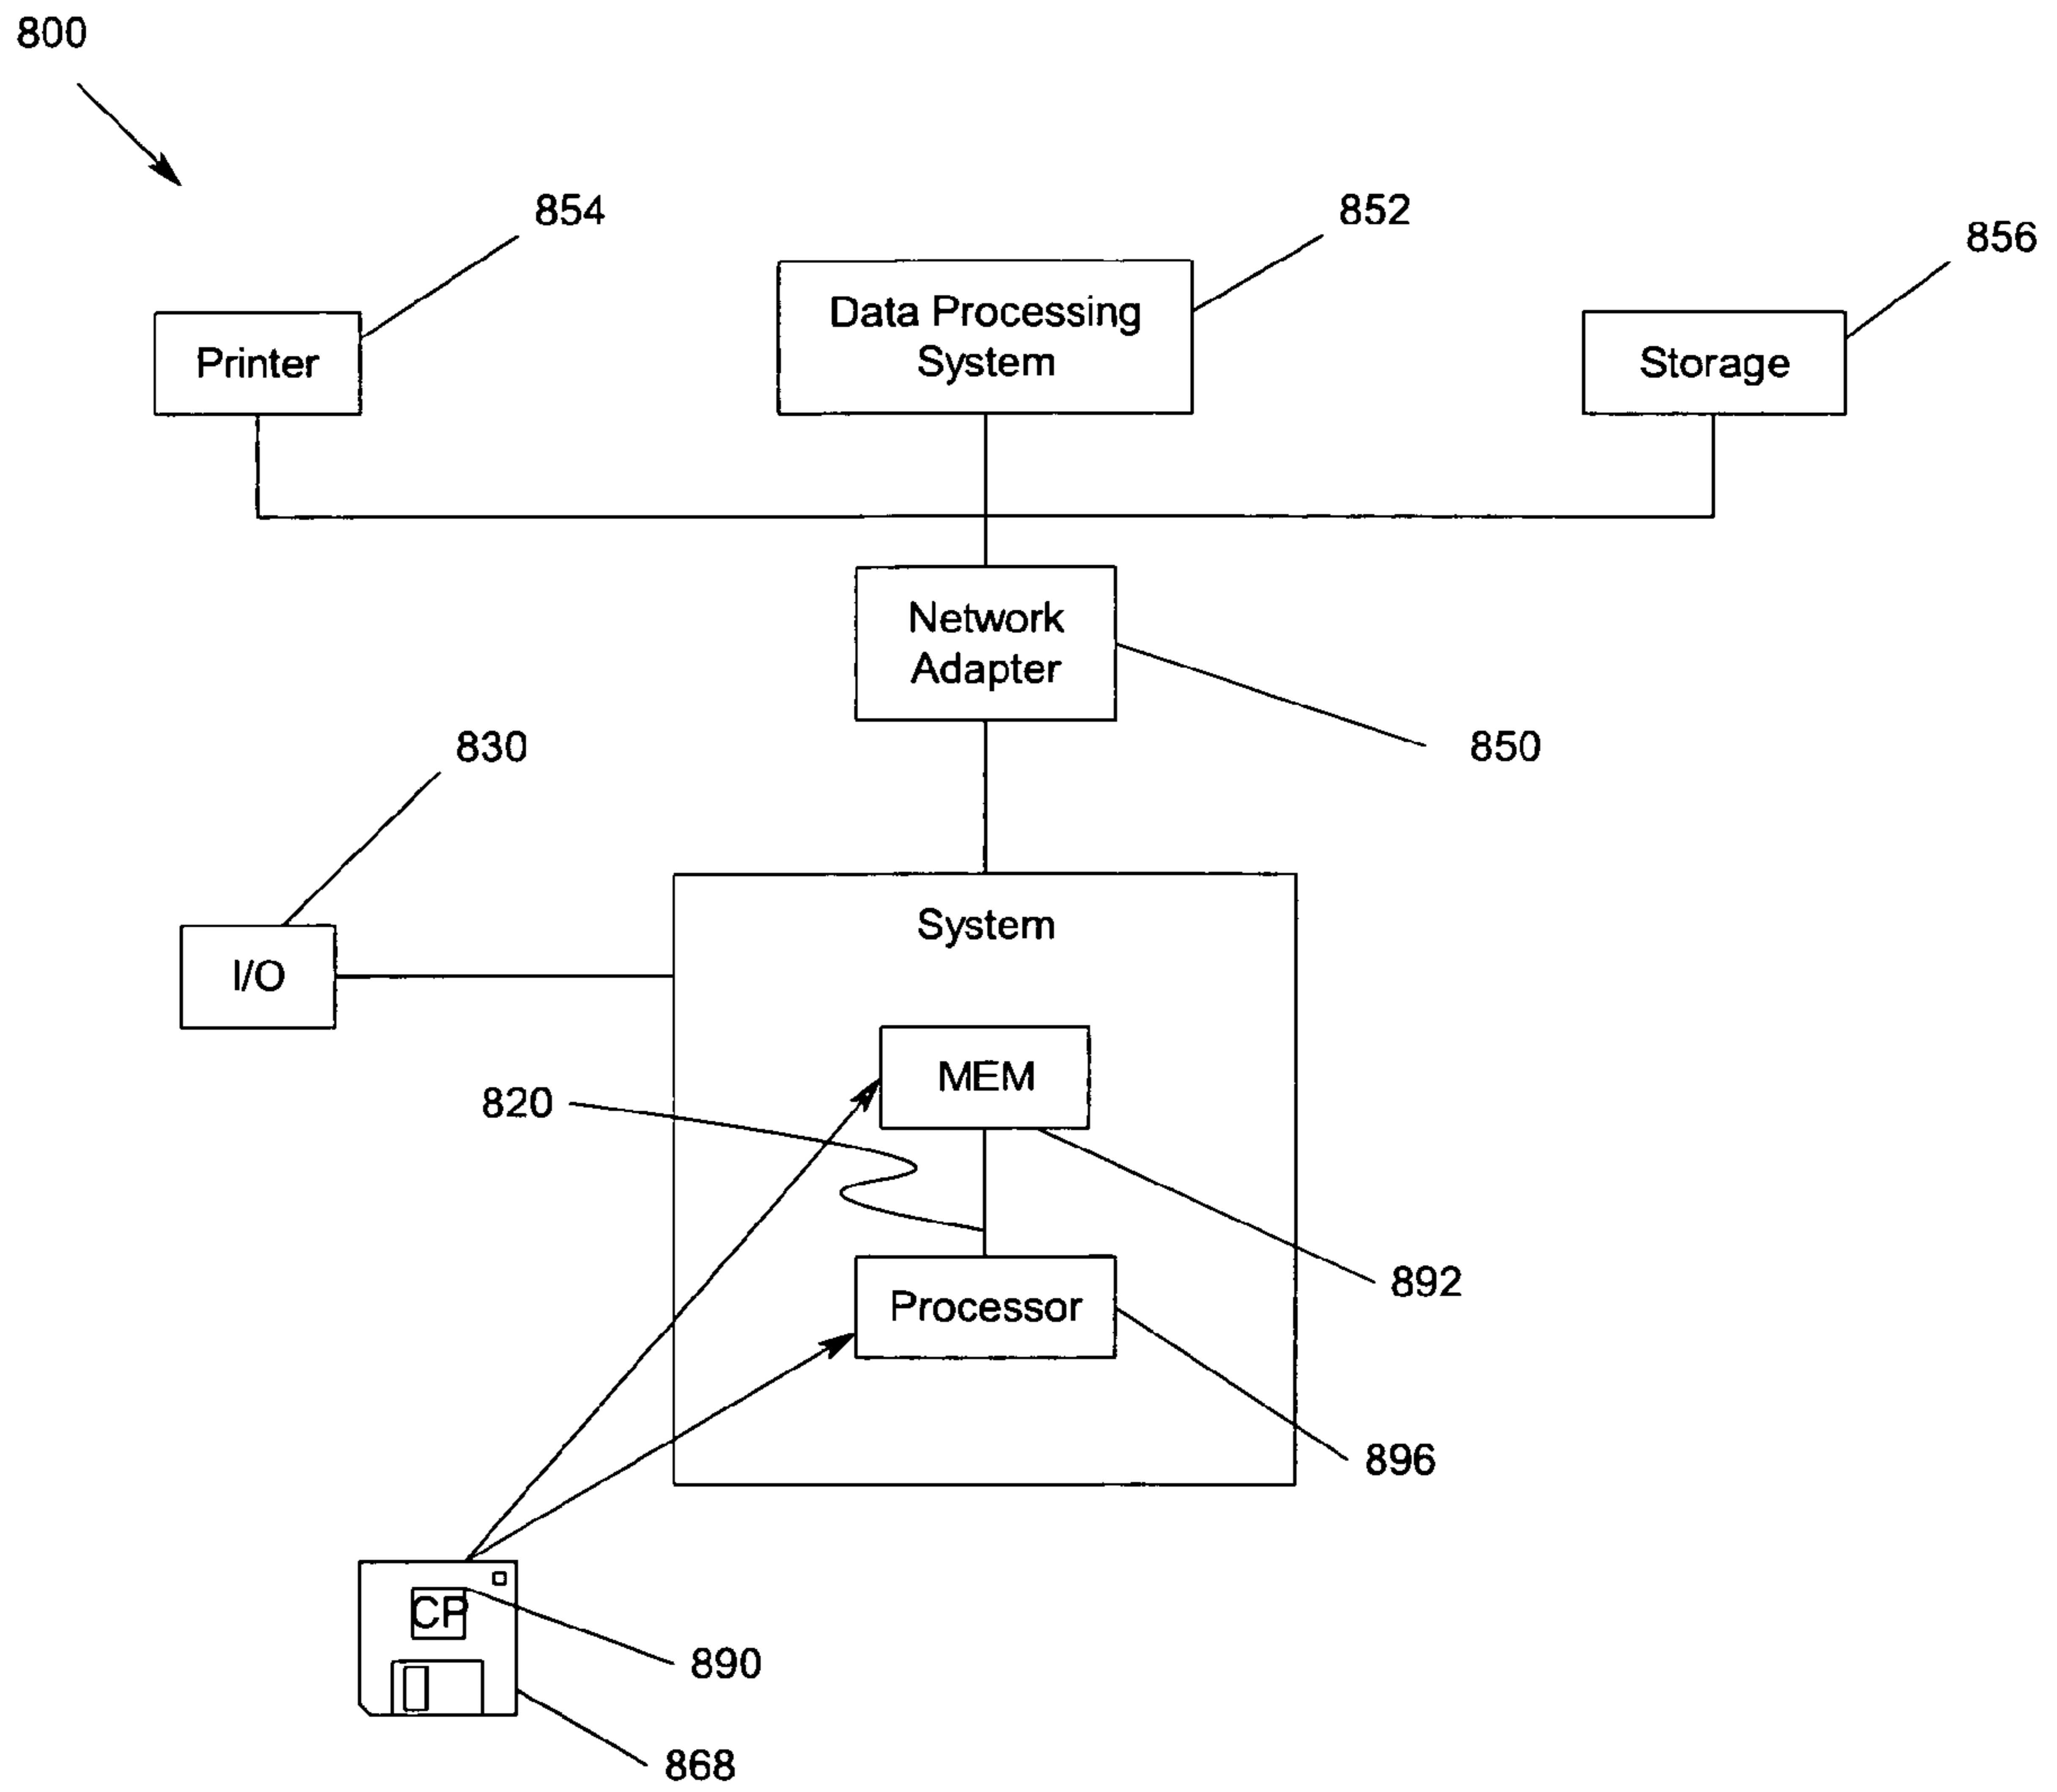 800
854
852
856
Printer
Data Processing
System
Storage
Network
Adapter
830
850
System
I/O
MEM
820
892
Processor
896
CP
890
868